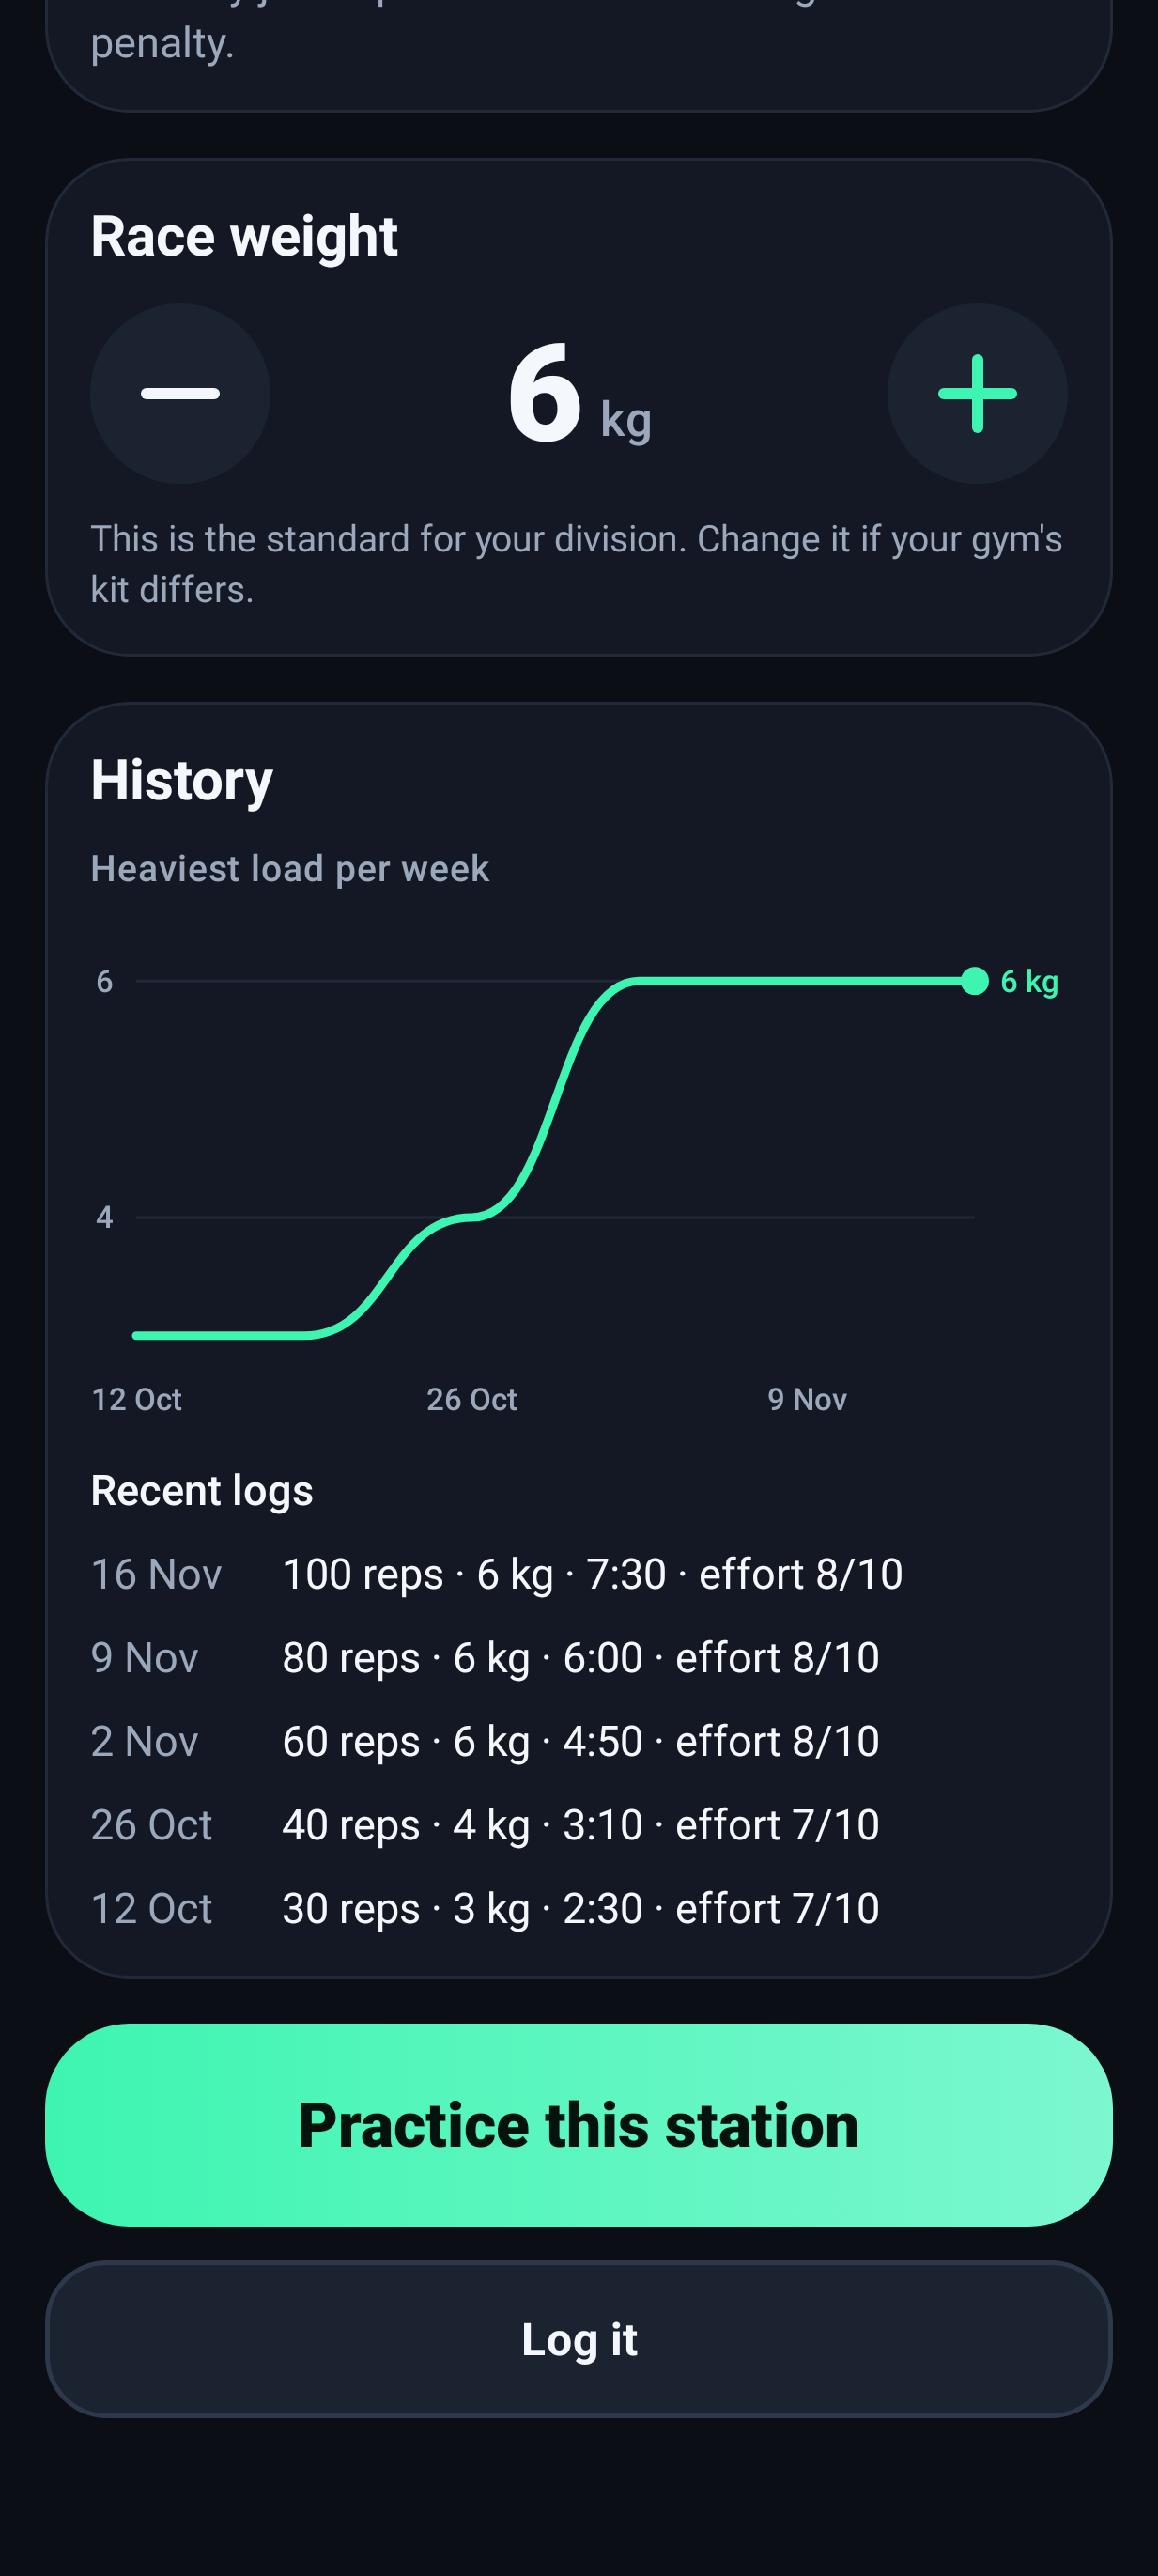 penalty.
Race weight
6 kg
This is the standard for your division. Change it if your gym's
kit differs.
History
Heaviest load per week
6
6 kg
4
12 Oct 26 Oct 9 Nov
Recent logs
16 Nov 100 reps · 6 kg · 7:30 · effort 8/10
9 Nov 80 reps · 6 kg · 6:00 · effort 8/10
2 Nov 60 reps · 6 kg · 4:50 · effort 8/10
26 Oct 40 reps · 4 kg · 3:10 · effort 7/10
12 Oct 30 reps · 3 kg · 2:30 · effort 7/10
Practice this station
Log it